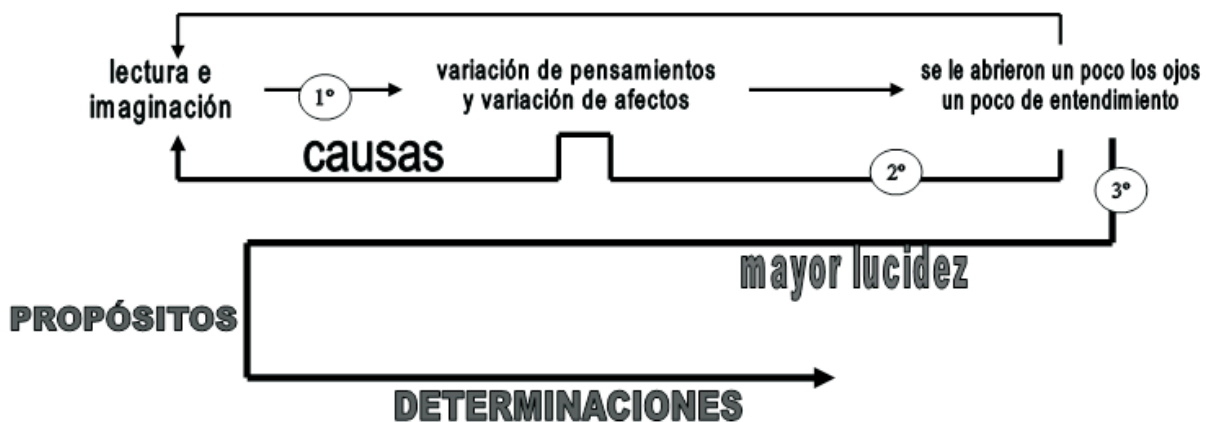 lectura e
imaginación
1º
variación de pensamientos
y variación de afectos
se le abrieron un poco los ojos
un poco de entendimiento
causas
2º
3º
mayor lucidez
PROPÓSITOS
DETERMINACIONES